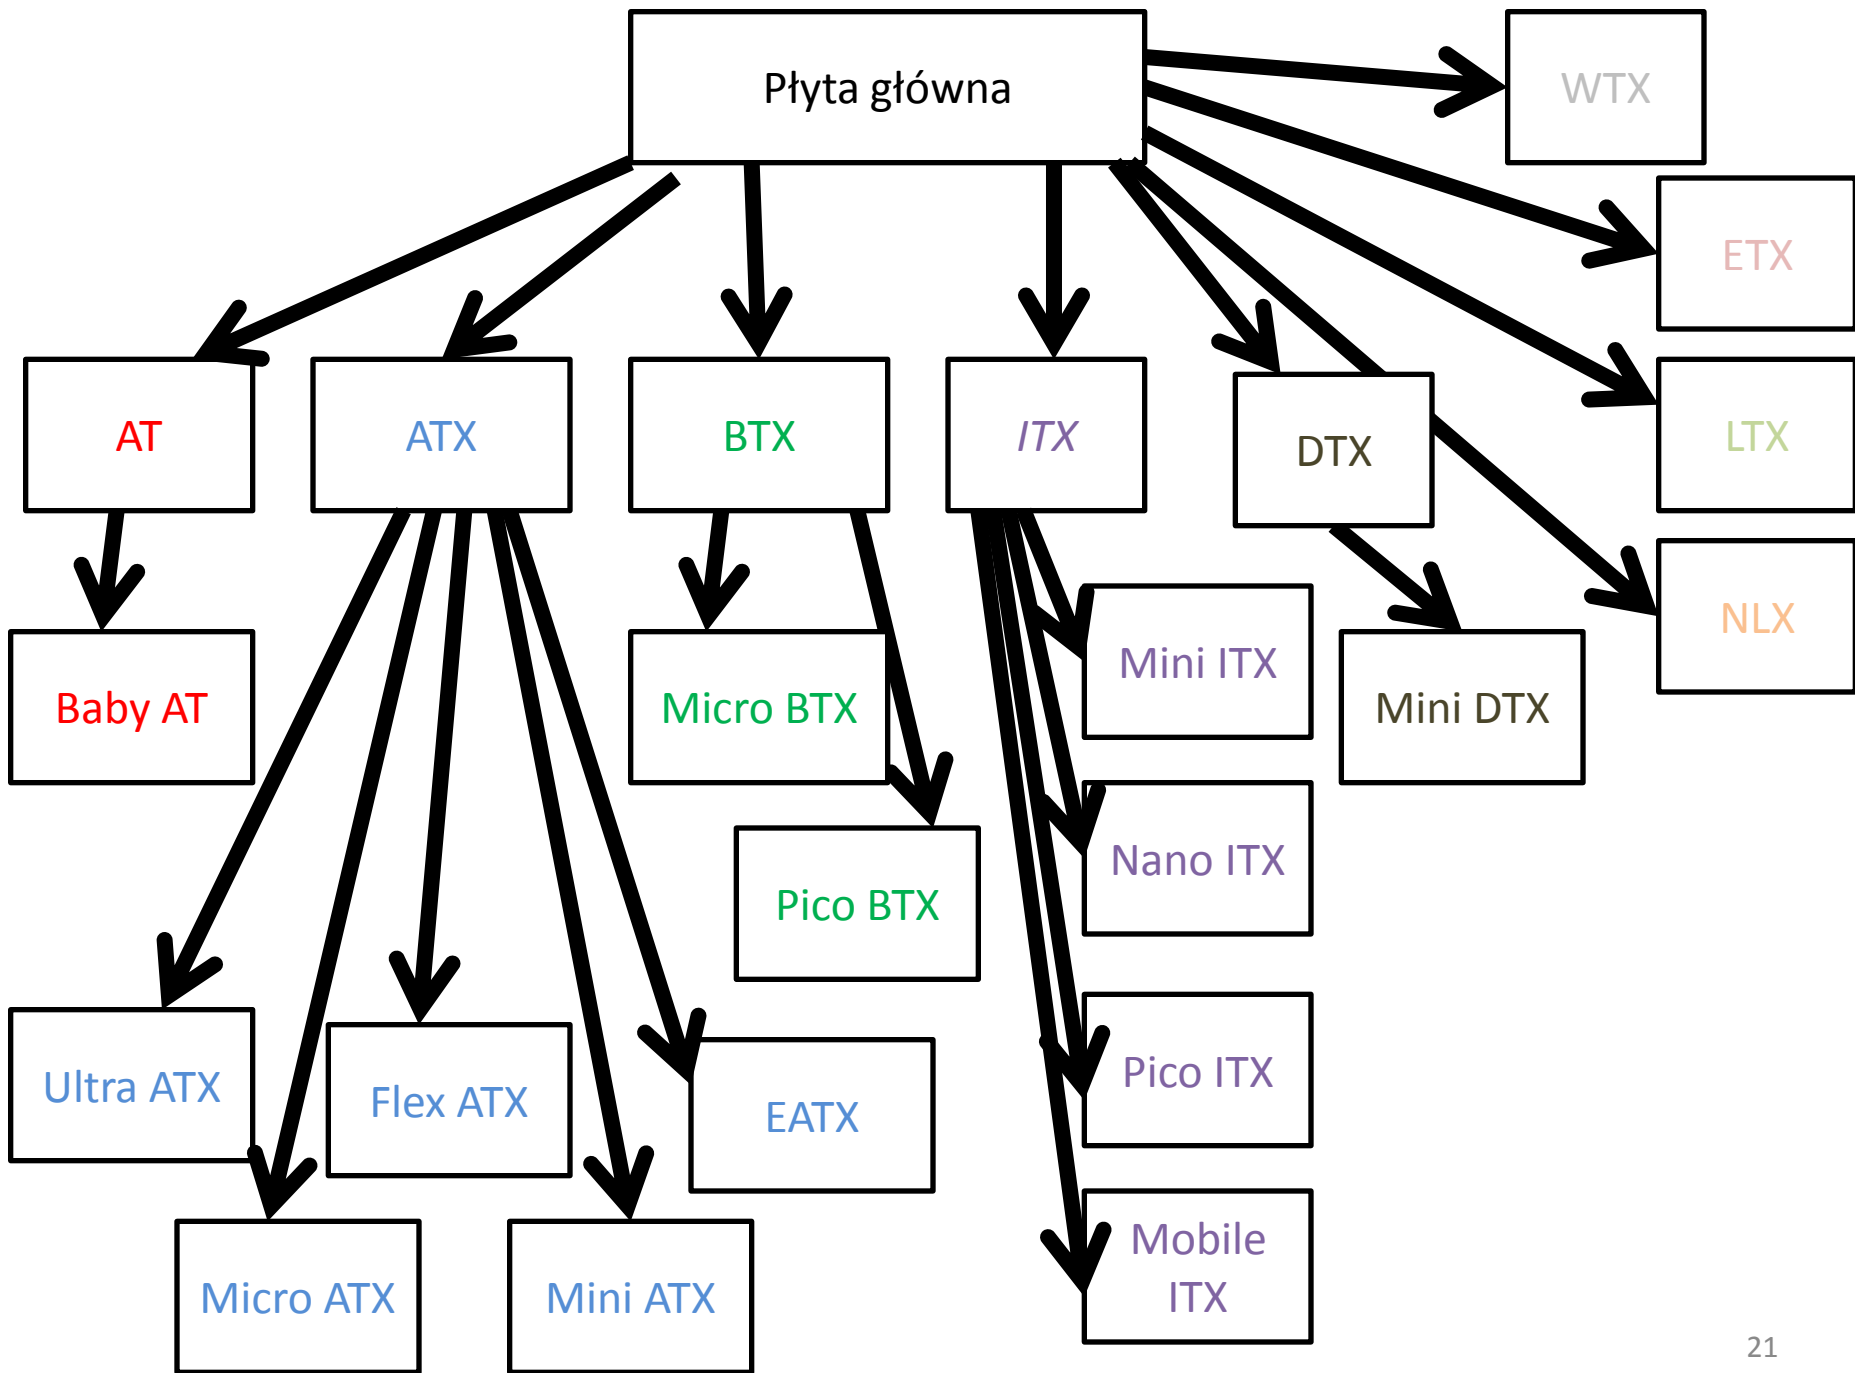 Płyta główna
WTX
ETX
AT
ATX
BTX
ITX
DTX
LTX
NLX
Baby AT
Micro BTX
Mini ITX
Mini DTX
Nano ITX
Pico BTX
Ultra ATX
Flex ATX
EATX
Pico ITX
Micro ATX
Mini ATX
Mobile
ITX
21